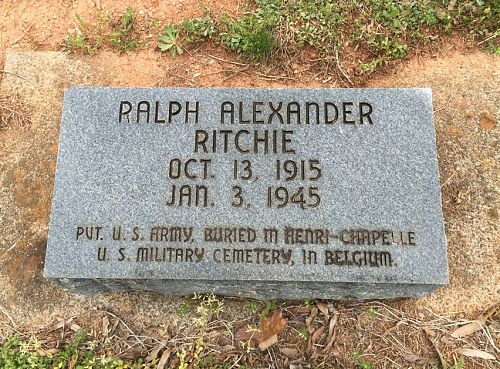 RALPH ALEXANDER
RITCHIE
OCT. 13, 1915
JAN. 3, 1945
PVT. U. S. ARMY, BURIED IN HENRI-CHAPELLE
U. S. MILITARY CEMETERY, IN BELGIUM.